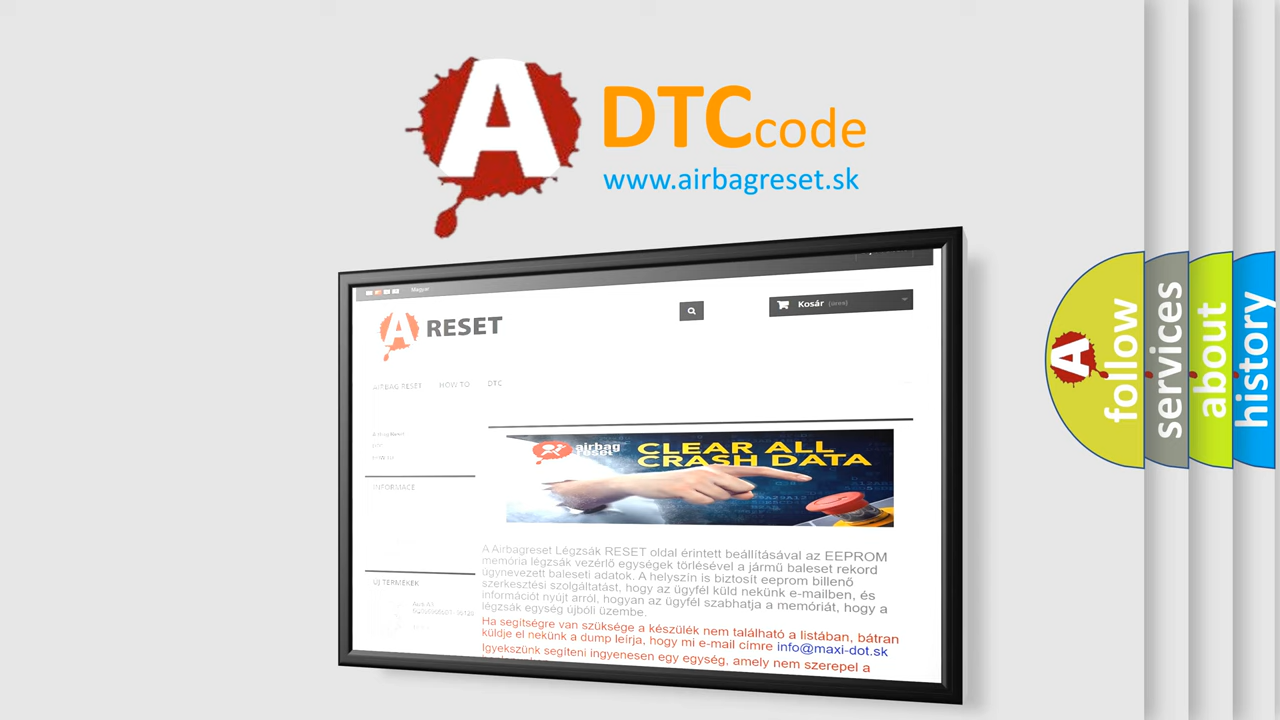 A
DTC code
www.airbagreset.sk
Magyar
Kosár (üres)
A RESET
AIRBAG RESET HOW TO DTC
INFORMACE
ÚJ TERMÉKEK
airbag
reset
CLEAR ALL
CRASH DATA
A Airbagreset Légzsák RESET oldal érintett beállításával az EEPROM
memória légzsák vezérlő egységek törlésével a jármű baleset rekord
úgynevezett baleseti adatok. A helyszín is biztosít eeprom billenő
szerkesztési szolgáltatást, hogy az ügyfél küld nekünk e-mailben, és
információt nyújt arról, hogyan az ügyfél szabhatja a memóriát, hogy a
légzsák egység újbóli üzembe.
Ha segítségre van szüksége a készülék nem található a listában, bátran
küldje el nekünk a dump leírja, hogy mi e-mail címre info@maxi-dot.sk
Igyekszünk segíteni ingyenesen egy egység, amely nem szerepel a
A
follow
services
about
history